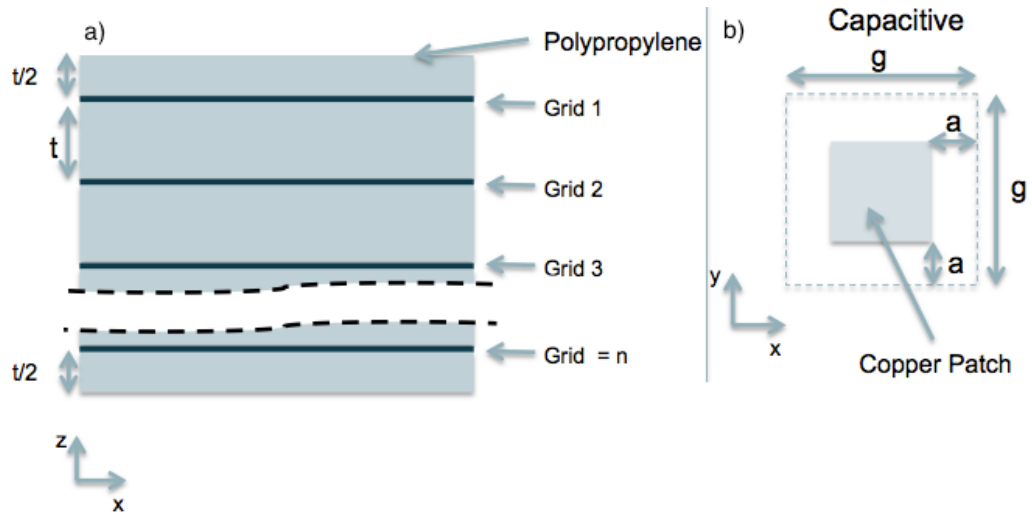 a)
Polypropylene
t/2
Grid 1
t
Grid 2
Grid 3
Grid = n
t/2
z
x
b)
Capacitive
g
a
g
a
y
x
Copper Patch